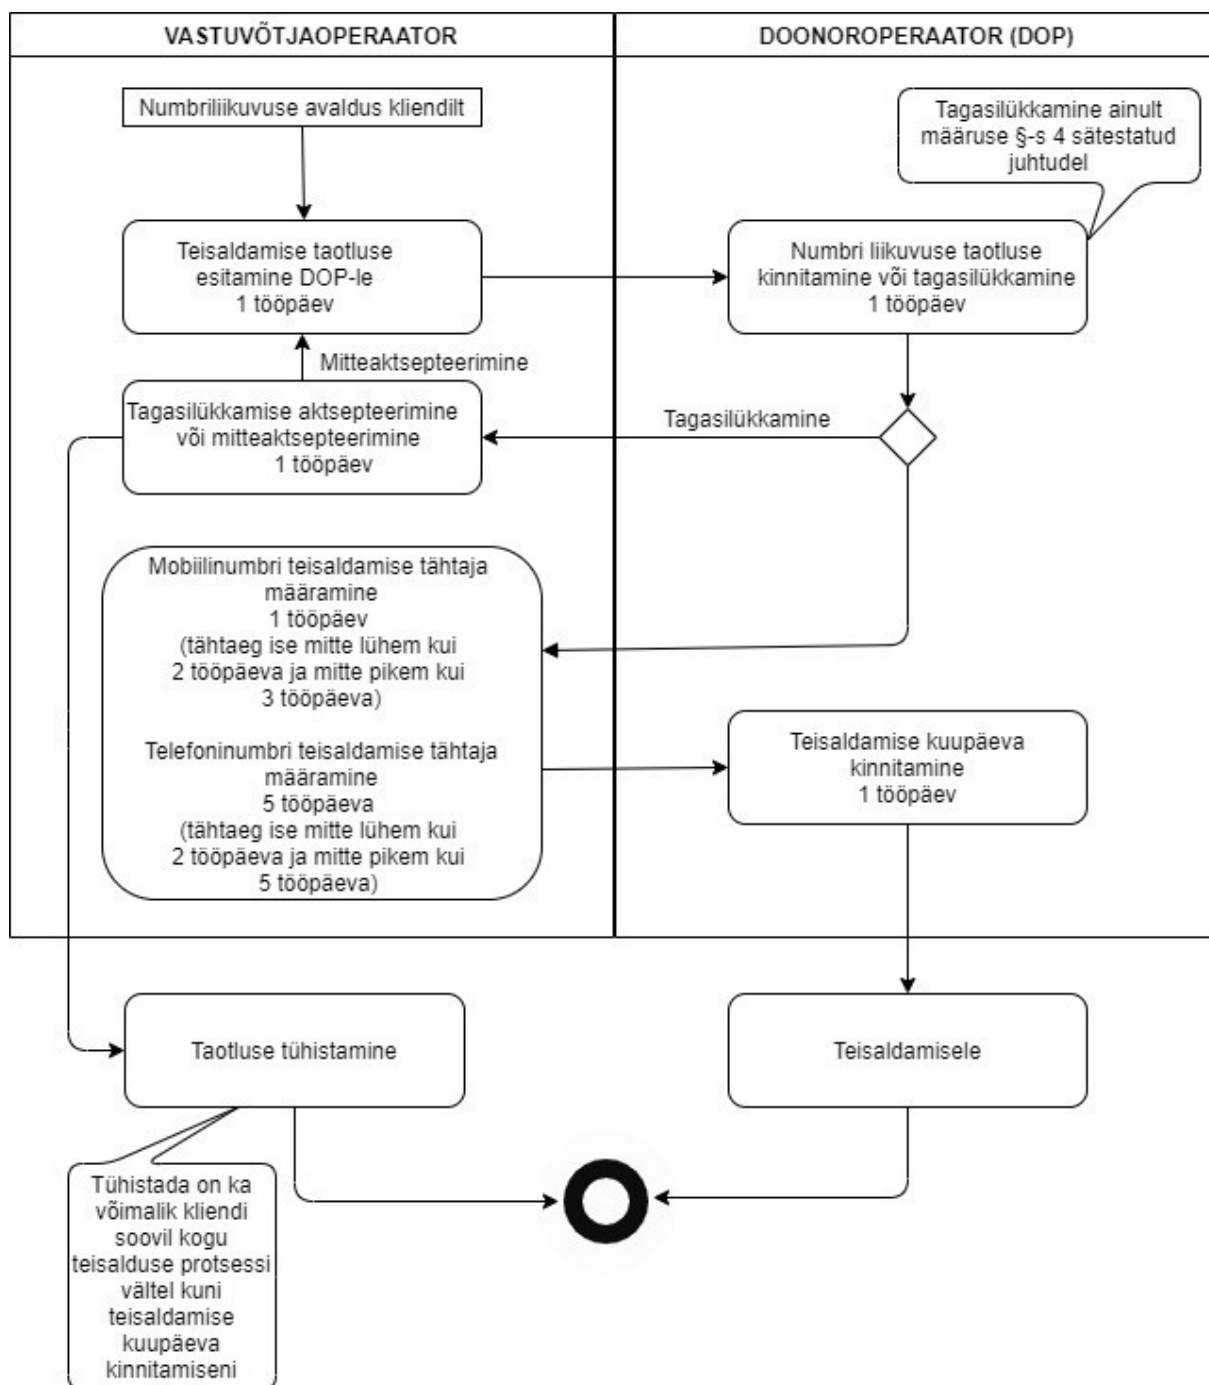 VASTUVÕTJAOPERAATOR
DOONOROPERAATOR (DOP)
Numbriliikuvuse avaldus kliendilt
Tagasilükkamine ainult
määruse §-s 4 sätestatud
juhtudel
Teisaldamise taotluse
esitamine DOP-le
1 tööpäev
Numbri liikuvuse taotluse
kinnitamine või tagasilükkamine
1 tööpäev
Mitteaktsepteerimine
Tagasilükkamise aktsepteerimine
või mitteaktsepteerimine
1 tööpäev
Tagasilükkamine
Mobiilinumbri teisaldamise tähtaja
määramine
1 tööpäev
(tähtaeg ise mitte lühem kui
2 tööpäeva ja mitte pikem kui
3 tööpäeva)
Telefoninumbri teisaldamise tähtaja
määramine
5 tööpäeva
(tähtaeg ise mitte lühem kui
2 tööpäeva ja mitte pikem kui
5 tööpäeva)
Teisaldamise kuupäeva
kinnitamine
1 tööpäev
Taotluse tühistamine
Teisaldamisele
Tühistada on ka
võimalik kliendi
soovil kogu
teisalduse protsessi
vältel kuni
teisaldamise
kuupäeva
kinnitamiseni